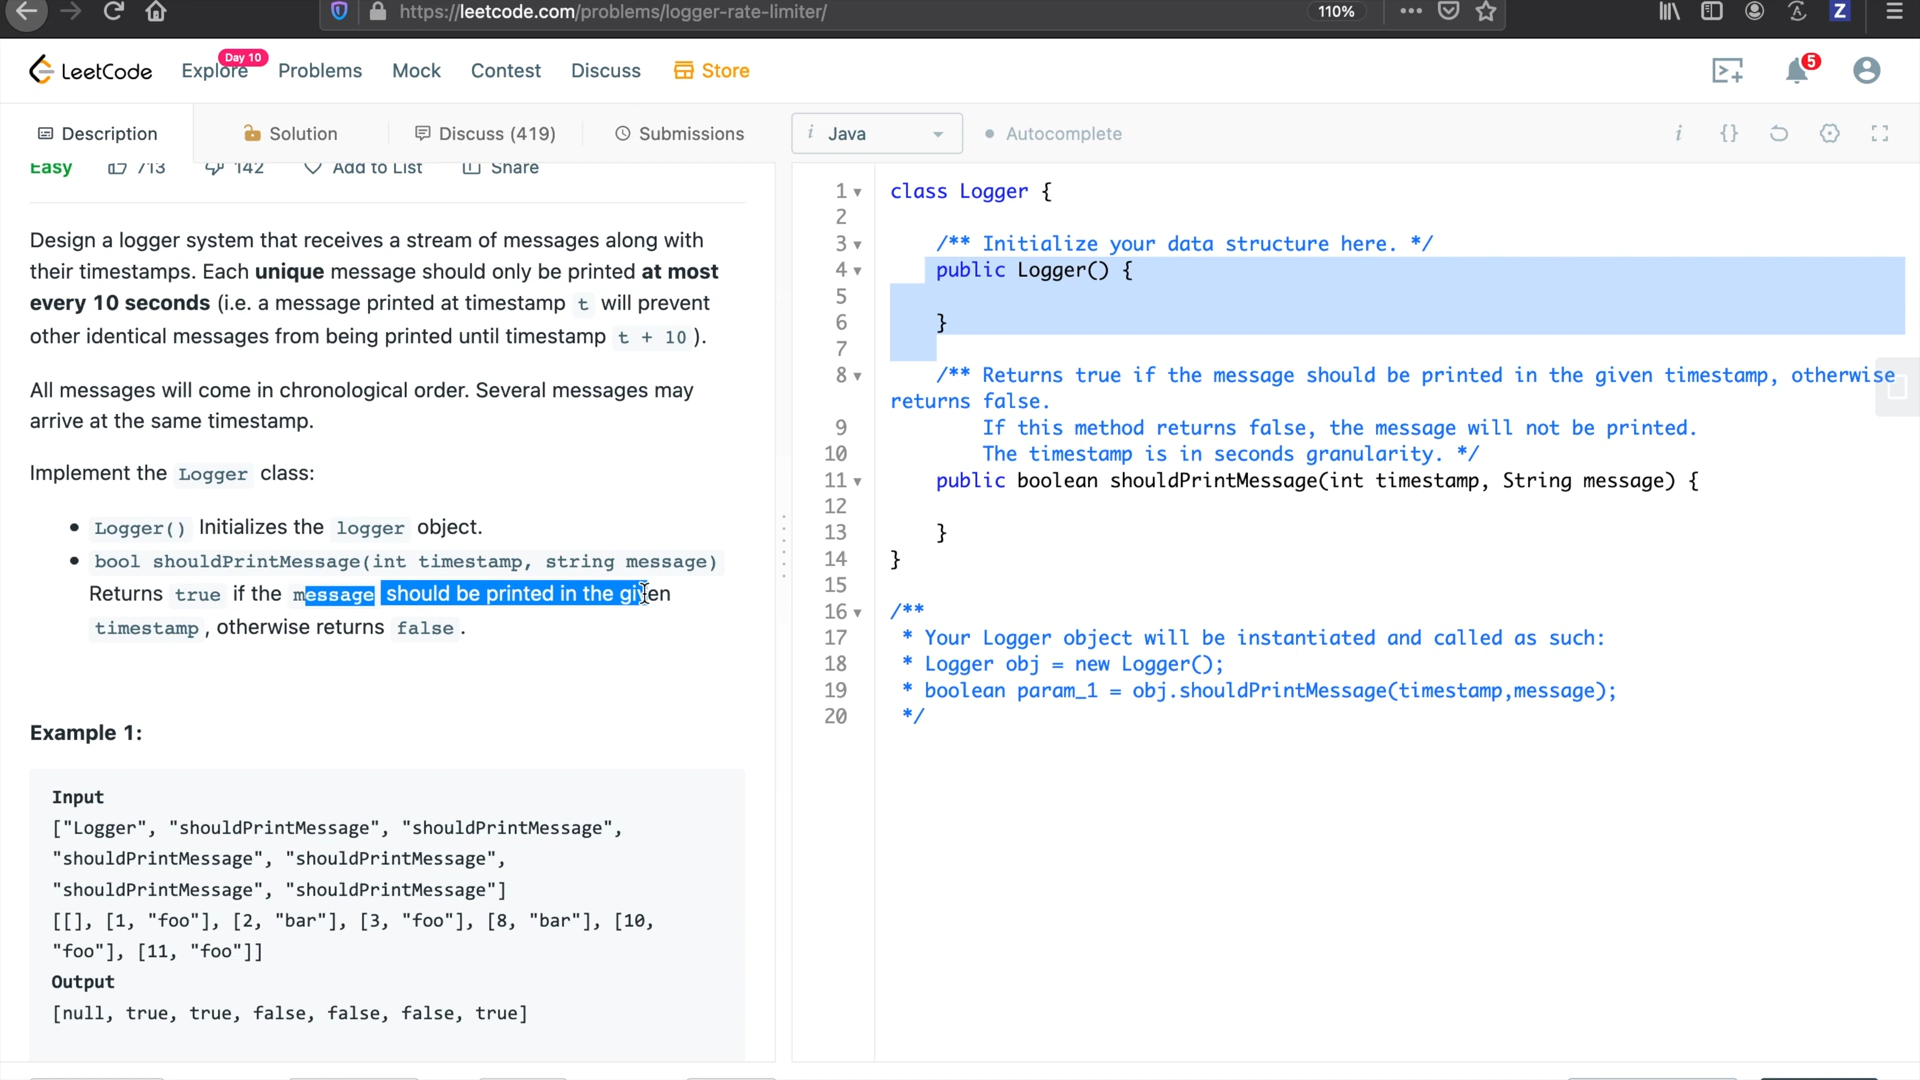 https://leetcode.com/problems/logger-rate-limiter/ 110% Z
LeetCode Explore Day 10 Problems Mock Contest Discuss Store 5
Description Solution Discuss (419) Submissions i Java Autocomplete i {}
Easy 713 142 Add to List Share
Design a logger system that receives a stream of messages along with
their timestamps. Each unique message should only be printed at most
every 10 seconds (i.e. a message printed at timestamp t will prevent
other identical messages from being printed until timestamp t + 10 ).
All messages will come in chronological order. Several messages may
arrive at the same timestamp.
Implement the Logger class:
• Logger() Initializes the logger object.
• bool shouldPrintMessage(int timestamp, string message)
Returns true if the message should be printed in the given
timestamp, otherwise returns false.
Example 1:
Input
["Logger", "shouldPrintMessage", "shouldPrintMessage",
"shouldPrintMessage", "shouldPrintMessage",
"shouldPrintMessage", "shouldPrintMessage"]
[[], [1, "foo"], [2, "bar"], [3, "foo"], [8, "bar"], [10,
"foo"], [11, "foo"]]
Output
[null, true, true, false, false, false, true]
1 class Logger {
2
3 /** Initialize your data structure here. */
4 public Logger() {
5
6 }
7
8 /** Returns true if the message should be printed in the given timestamp, otherwise
returns false.
9 If this method returns false, the message will not be printed.
10 The timestamp is in seconds granularity. */
11 public boolean shouldPrintMessage(int timestamp, String message) {
12
13 }
14 }
15
16 /**
17 * Your Logger object will be instantiated and called as such:
18 * Logger obj = new Logger();
19 * boolean param_1 = obj.shouldPrintMessage(timestamp,message);
20 */